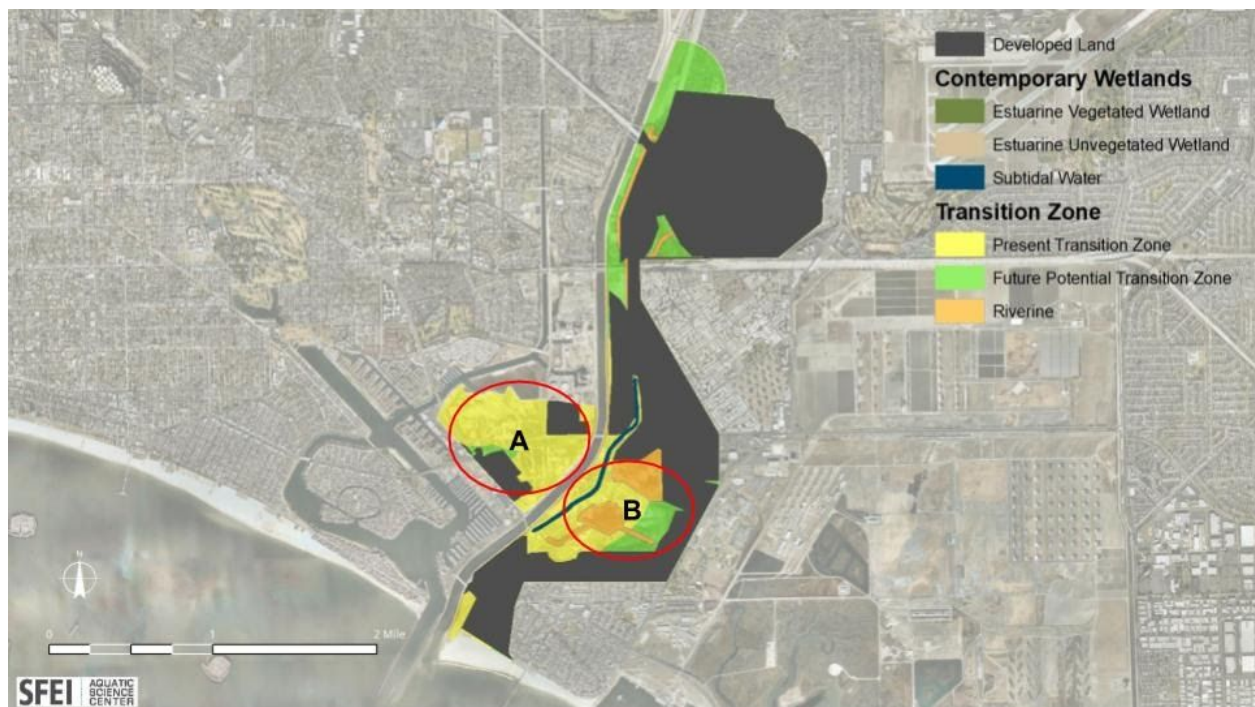 Developed Land
Contemporary Wetlands
Estuarine Vegetated Wetland
Estuarine Unvegetated Wetland
Subtidal Water
Transition Zone
Present Transition Zone
Future Potential Transition Zone
Riverine
A
B
N
0 1 2 Mile
SFEI AQUATIC
SCIENCE
CENTER